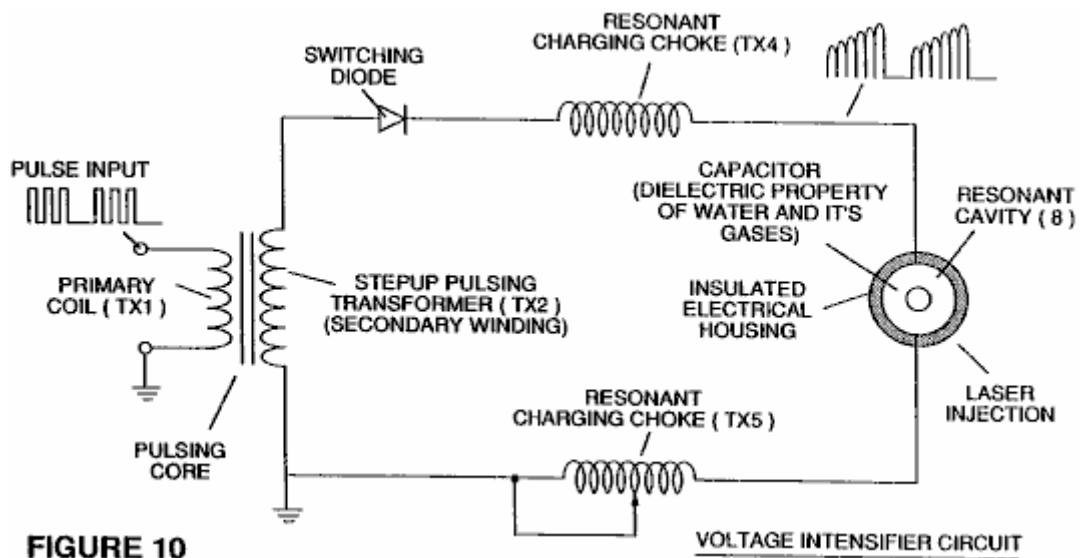 RESONANT
CHARGING CHOKE (TX4)
SWITCHING
DIODE
PULSE INPUT
CAPACITOR
(DIELECTRIC PROPERTY
OF WATER AND IT'S
GASES)
RESONANT
CAVITY ( 8 )
PRIMARY
COIL ( TX1 )
STEPUP PULSING
TRANSFORMER ( TX2 )
(SECONDARY WINDING)
INSULATED
ELECTRICAL
HOUSING
LASER
INJECTION
RESONANT
CHARGING CHOKE ( TX5 )
PULSING
CORE
FIGURE 10
VOLTAGE INTENSIFIER CIRCUIT